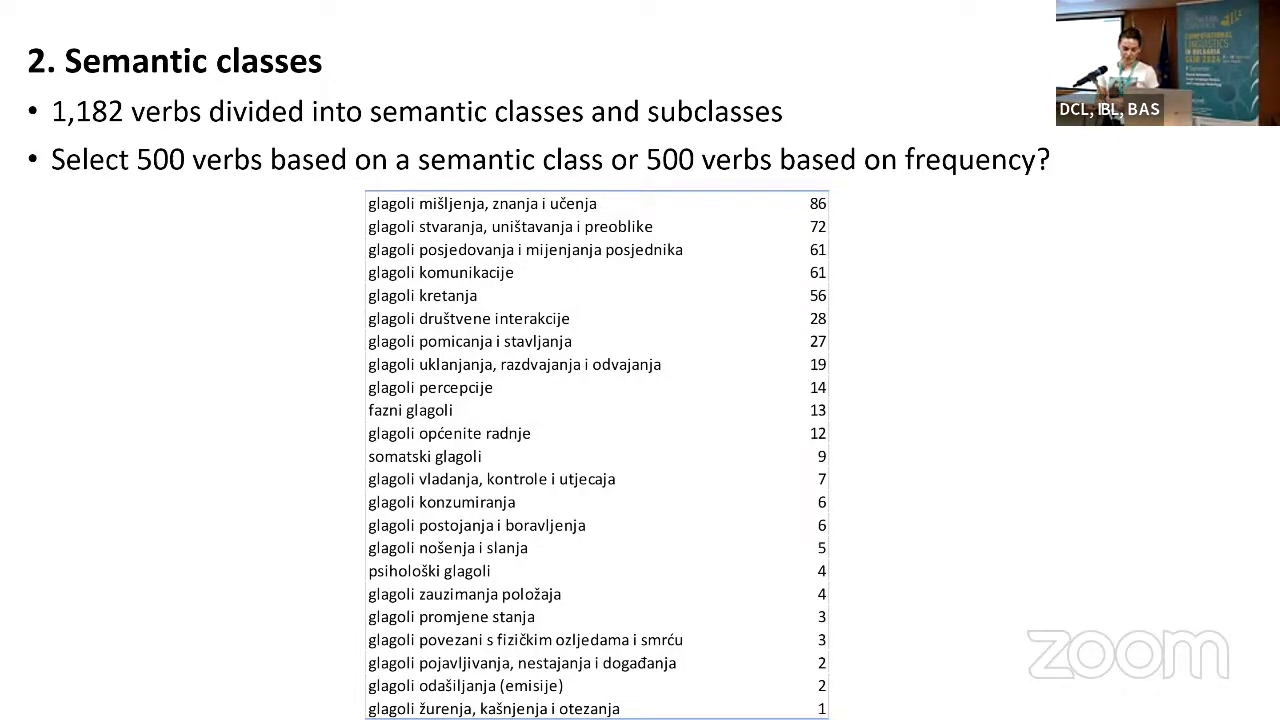 2. Semantic classes
• 1,182 verbs divided into semantic classes and subclasses
• Select 500 verbs based on a semantic class or 500 verbs based on frequency?
glagoli mišljenja, znanja i učenja 86
glagoli stvaranja, uništavanja i preoblike 72
glagoli posjedovanja i mijenjanja posjednika 61
glagoli komunikacije 61
glagoli kretanja 56
glagoli društvene interakcije 28
glagoli pomicanja i stavljanja 27
glagoli uklanjanja, razdvajanja i odvajanja 19
glagoli percepcije 14
fazni glagoli 13
glagoli općenite radnje 12
somatski glagoli 9
glagoli vladanja, kontrole i utjecaja 7
glagoli konzumiranja 6
glagoli postojanja i boravljenja 6
glagoli nošenja i slanja 5
psihološki glagoli 4
glagoli zauzimanja položaja 4
glagoli promjene stanja 3
glagoli povezani s fizičkim ozljedama i smrću 3
glagoli pojavljivanja, nestajanja i događanja 2
glagoli odašiljanja (emisije) 2
glagoli žurenja, kašnjenja i otezanja 1
COMPUTATIONAL
LINGUISTICS
IN BULGARIA
CLIB 2024
DCL, IBL, BAS
zoom